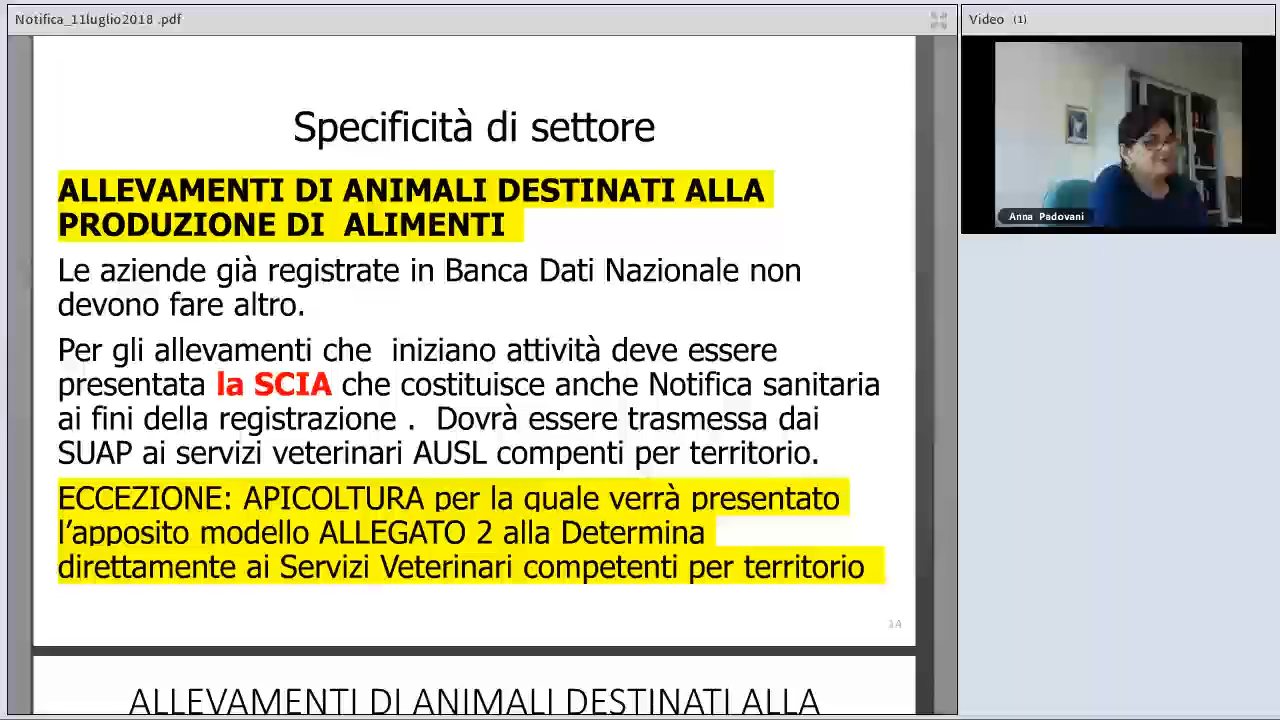 Notifica_11luglio2018 .pdf
Video (1)
Anna Padovani
Specificità di settore
ALLEVAMENTI DI ANIMALI DESTINATI ALLA
PRODUZIONE DI ALIMENTI
Le aziende già registrate in Banca Dati Nazionale non
devono fare altro.
Per gli allevamenti che iniziano attività deve essere
presentata la SCIA che costituisce anche Notifica sanitaria
ai fini della registrazione . Dovrà essere trasmessa dai
SUAP ai servizi veterinari AUSL compenti per territorio.
ECCEZIONE: APICOLTURA per la quale verrà presentato
l'apposito modello ALLEGATO 2 alla Determina
direttamente ai Servizi Veterinari competenti per territorio
14
ALLEVAMENTI DI ANIMALI DESTINATI ALLA